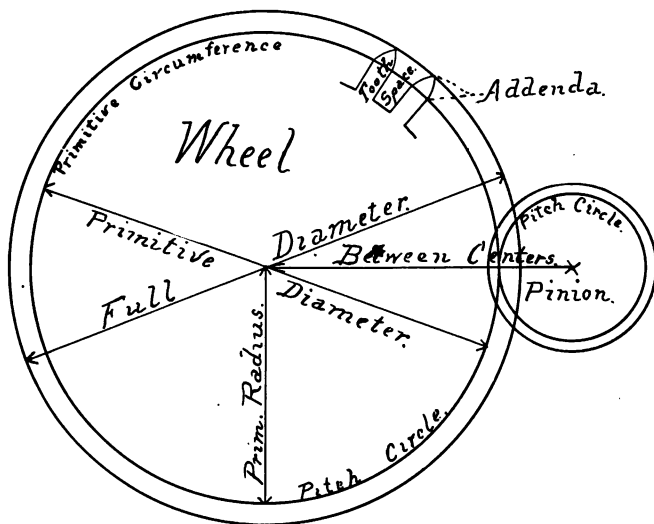 Primitive Circumference
Tooth
Space.
Addenda.
Wheel
Primitive Diameter.
Full Diameter.
Between Centers.
Pitch Circle.
Pinion.
Prim. Radius.
Pitch Circle.